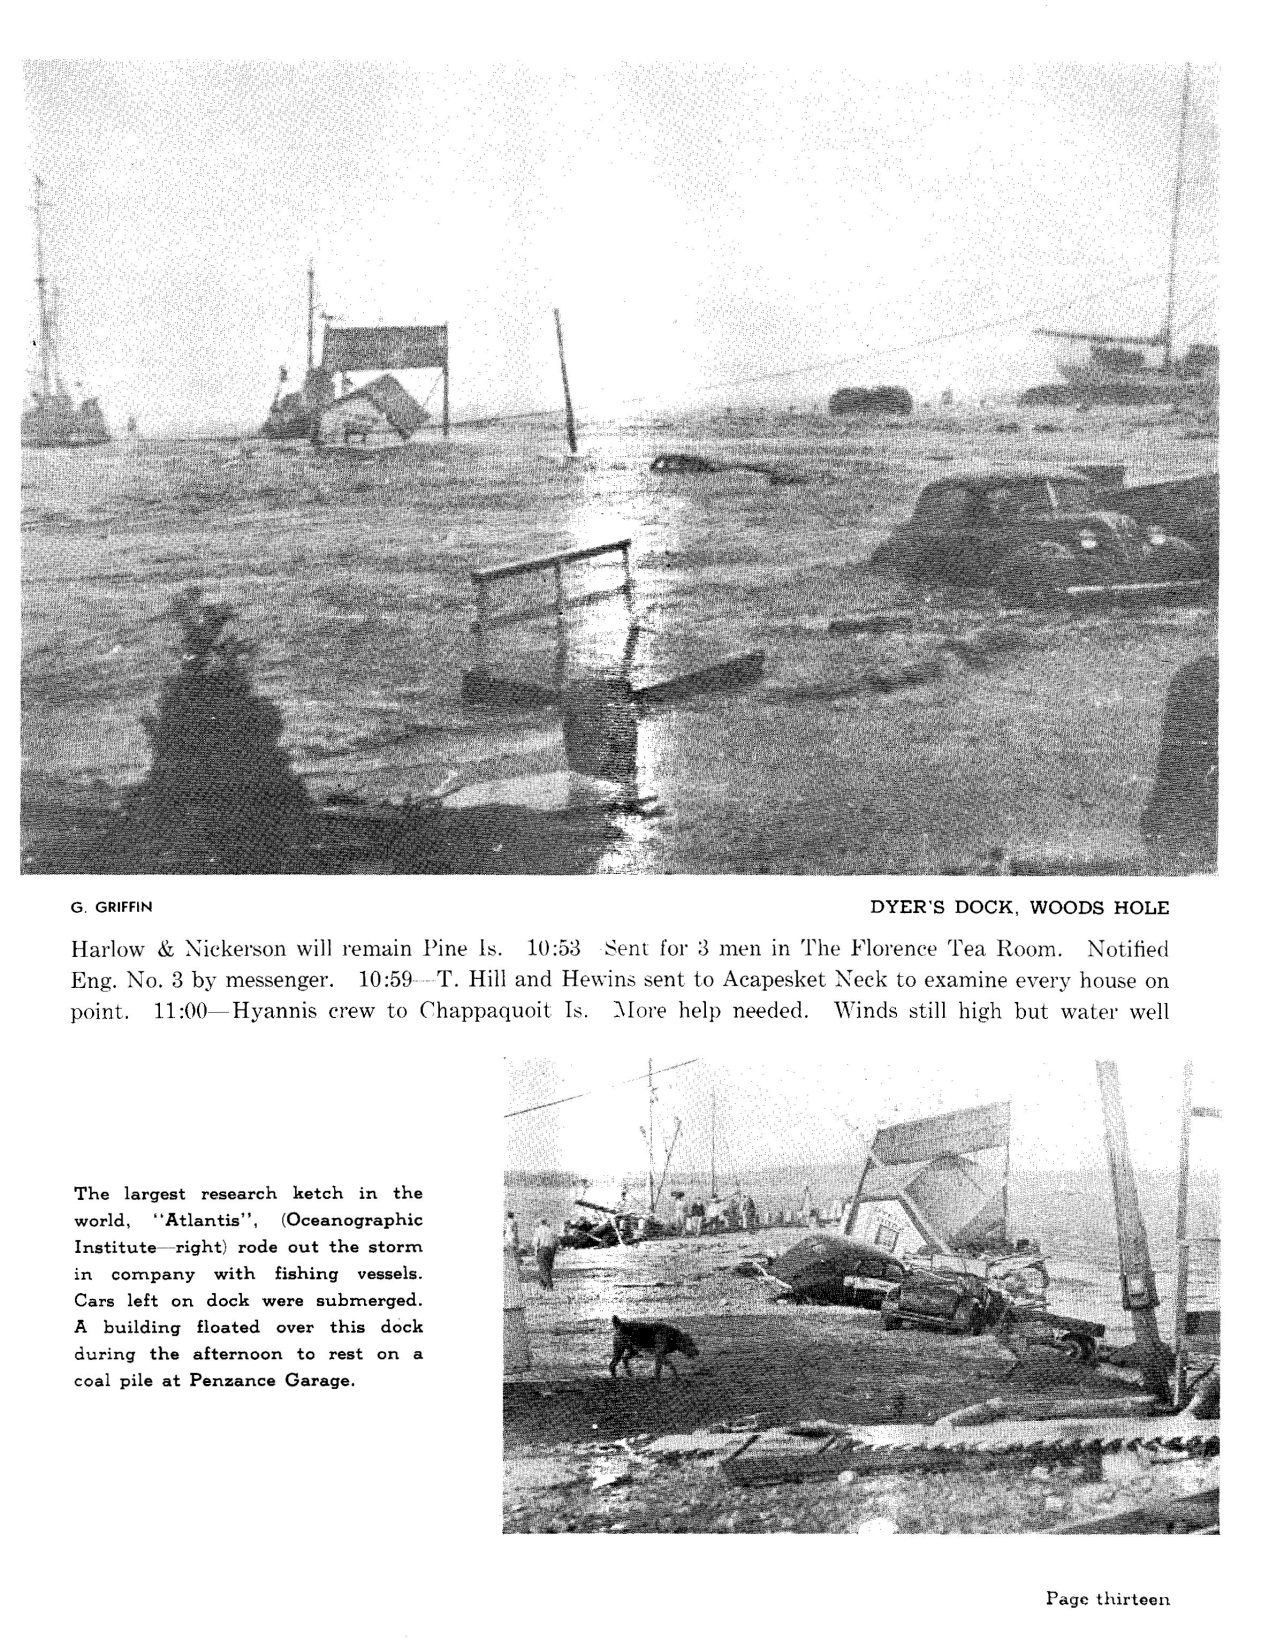 G. GRIFFIN
DYER'S DOCK, WOODS HOLE
Harlow & Nickerson will remain Pine Is. 10:53 Sent for 3 men in The Florence Tea Room. Notified
Eng. No. 3 by messenger. 10:59—T. Hill and Hewins sent to Acapesket Neck to examine every house on
point. 11:00—Hyannis crew to Chappaquoit Is. More help needed. Winds still high but water well
The largest research ketch in the
world, "Atlantis", (Oceanographic
Institute—right) rode out the storm
in company with fishing vessels.
Cars left on dock were submerged.
A building floated over this dock
during the afternoon to rest on a
coal pile at Penzance Garage.
Page thirteen